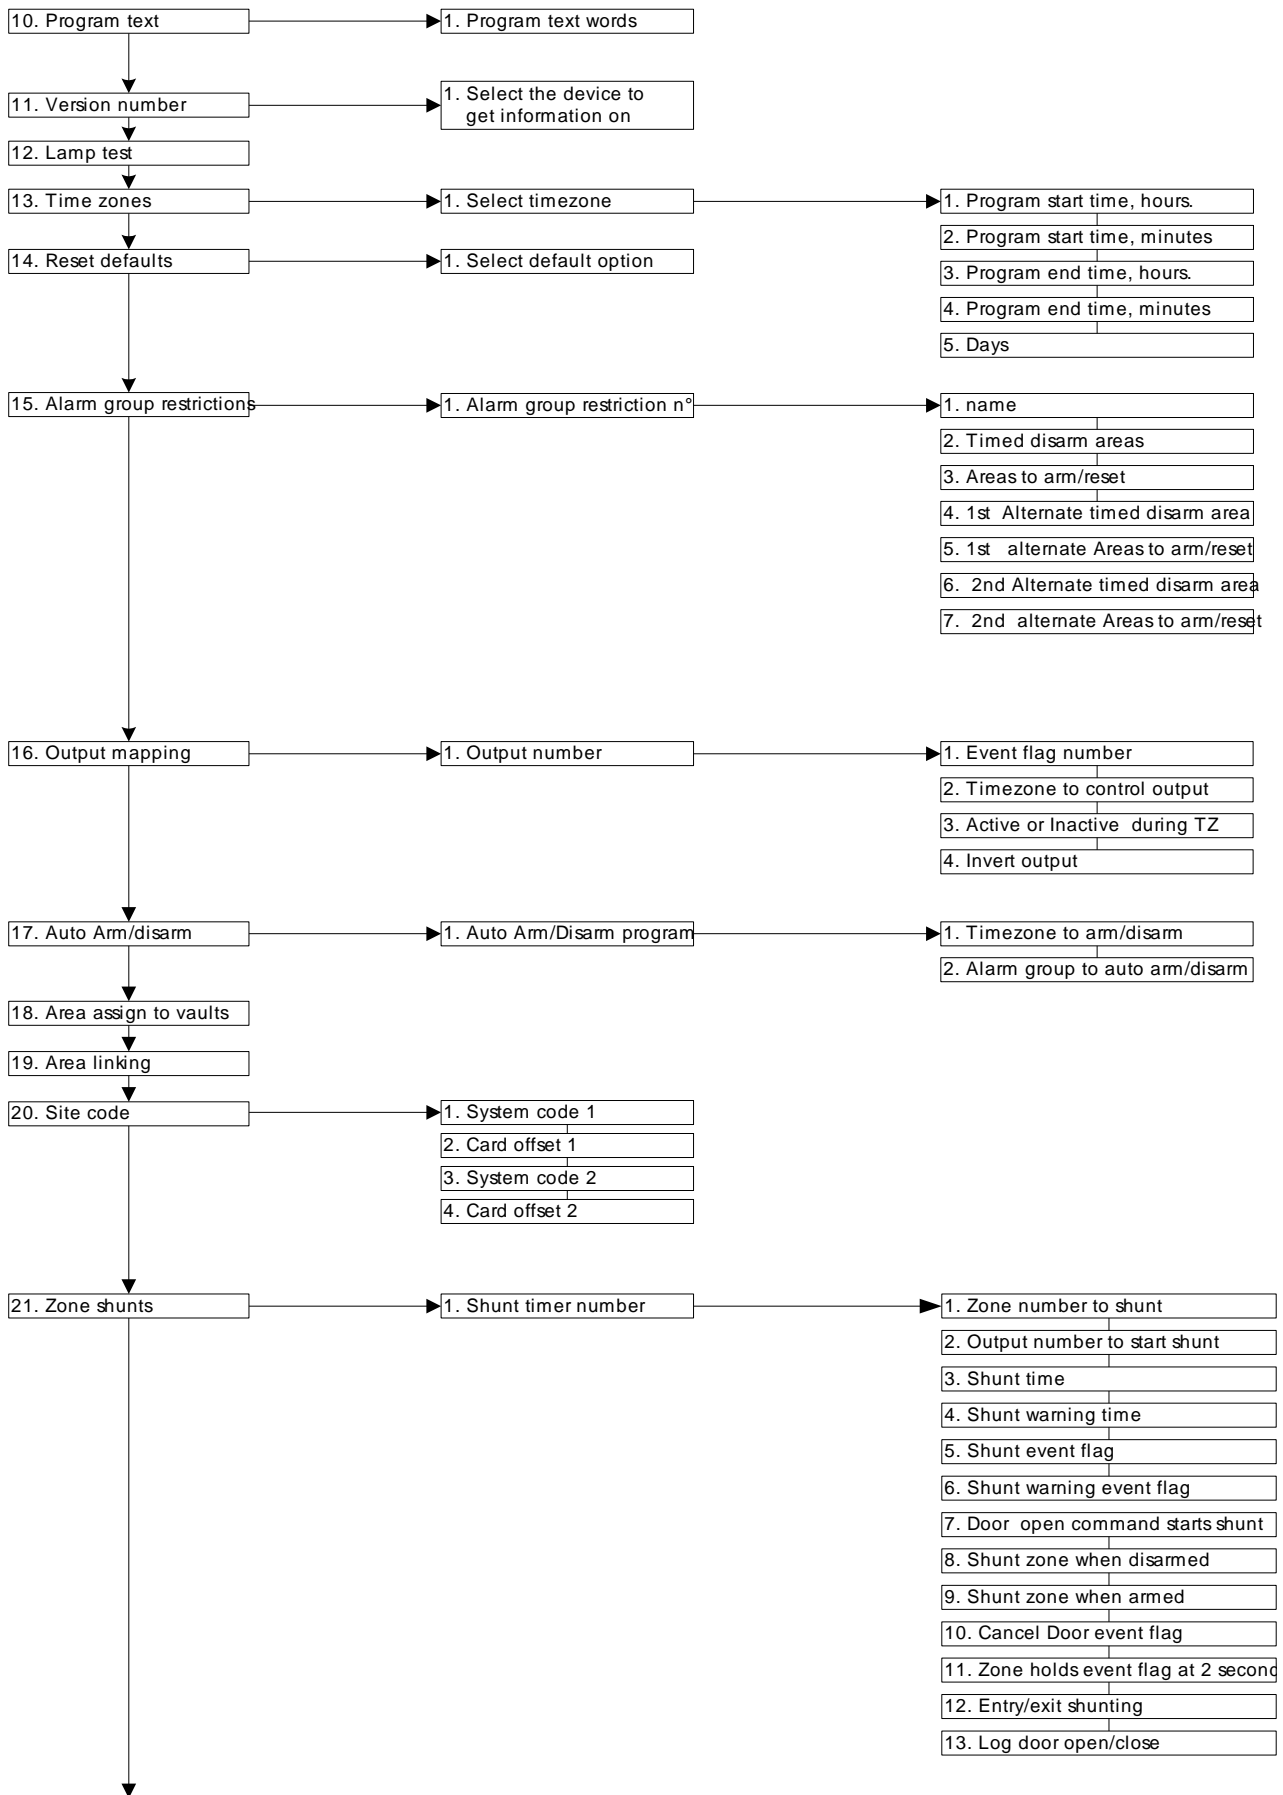 10. Program text
1. Program text words
11. Version number
1. Select the device to
get information on
12. Lamp test
13. Time zones
1. Select timezone
1. Program start time, hours.
2. Program start time, minutes
3. Program end time, hours.
4. Program end time, minutes
5. Days
14. Reset defaults
1. Select default option
15. Alarm group restrictions
1. Alarm group restriction n°
1. name
2. Timed disarm areas
3. Areas to arm/reset
4. 1st Alternate timed disarm area
5. 1st alternate Areas to arm/reset
6. 2nd Alternate timed disarm area
7. 2nd alternate Areas to arm/reset
16. Output mapping
1. Output number
1. Event flag number
2. Timezone to control output
3. Active or Inactive during TZ
4. Invert output
17. Auto Arm/disarm
1. Auto Arm/Disarm program
1. Timezone to arm/disarm
2. Alarm group to auto arm/disarm
18. Area assign to vaults
19. Area linking
20. Site code
1. System code 1
2. Card offset 1
3. System code 2
4. Card offset 2
21. Zone shunts
1. Shunt timer number
1. Zone number to shunt
2. Output number to start shunt
3. Shunt time
4. Shunt warning time
5. Shunt event flag
6. Shunt warning event flag
7. Door open command starts shunt
8. Shunt zone when disarmed
9. Shunt zone when armed
10. Cancel Door event flag
11. Zone holds event flag at 2 second
12. Entry/exit shunting
13. Log door open/close